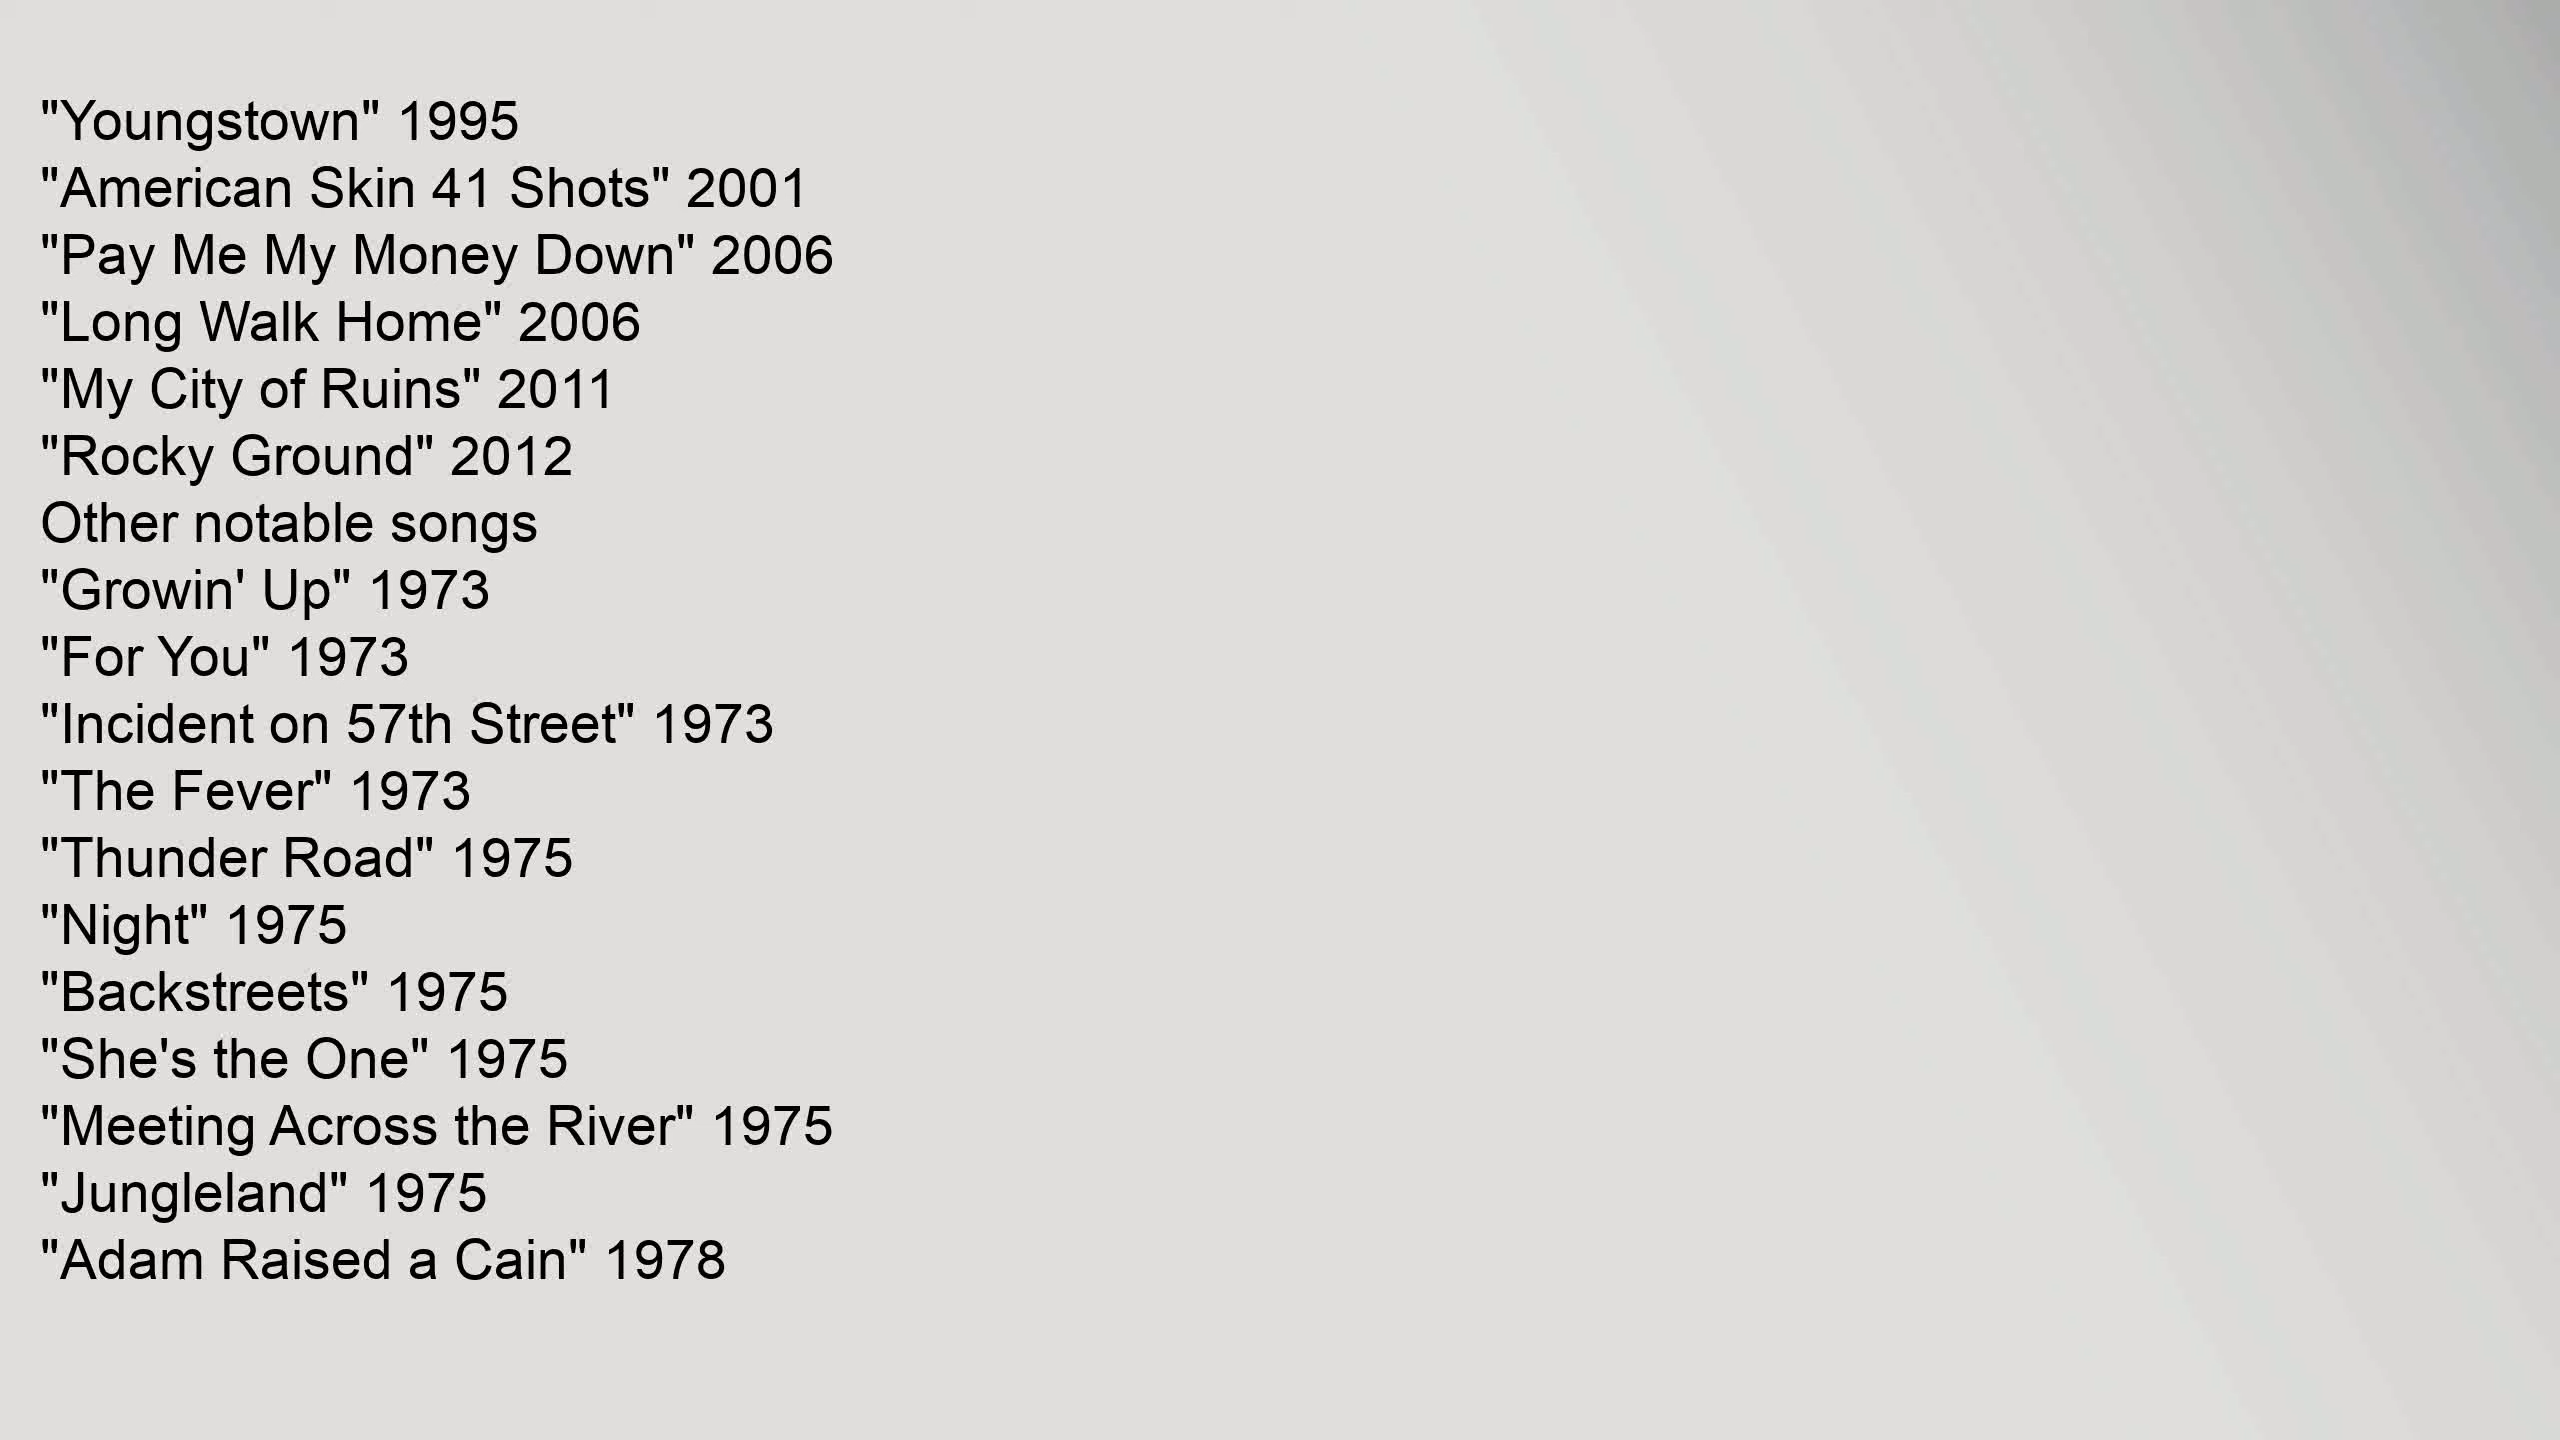 "Youngstown" 1995
"American Skin 41 Shots" 2001
"Pay Me My Money Down" 2006
"Long Walk Home" 2006
"My City of Ruins" 2011
"Rocky Ground" 2012
Other notable songs
"Growin' Up" 1973
"For You" 1973
"Incident on 57th Street" 1973
"The Fever" 1973
"Thunder Road" 1975
"Night" 1975
"Backstreets" 1975
"She's the One" 1975
"Meeting Across the River" 1975
"Jungleland" 1975
"Adam Raised a Cain" 1978